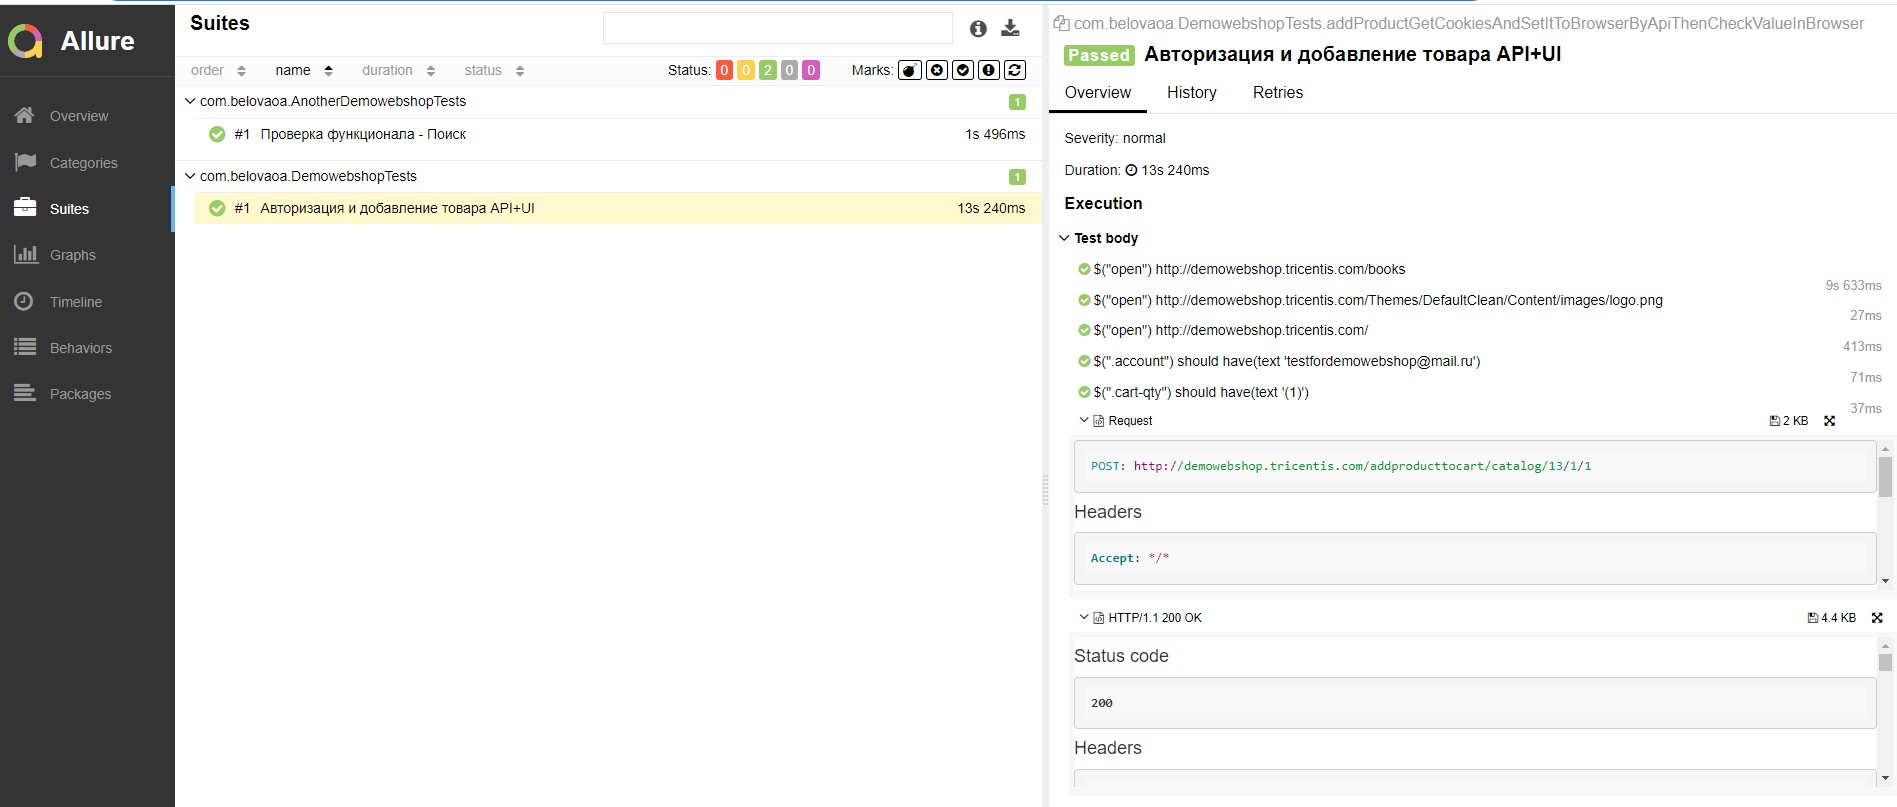 Allure
Overview
Categories
Suites
Graphs
Timeline
Behaviors
Packages
Suites
order name duration status Status: 0 0 2 0 0 Marks:
com.belovaoa.AnotherDemowebshopTests 1
#1 Проверка функционала - Поиск 1s 496ms
com.belovaoa.DemowebshopTests 1
#1 Авторизация и добавление товара API+UI 13s 240ms
com.belovaoa.DemowebshopTests.addProductGetCookiesAndSetItToBrowserByApiThenCheckValueInBrowser
Passed Авторизация и добавление товара API+UI
Overview History Retries
Severity: normal
Duration: 13s 240ms
Execution
Test body
$("open") http://demowebshop.tricentis.com/books
9s 633ms
$("open") http://demowebshop.tricentis.com/Themes/DefaultClean/Content/images/logo.png
27ms
$("open") http://demowebshop.tricentis.com/
413ms
$(".account") should have(text 'testfordemowebshop@mail.ru')
71ms
$(".cart-qty") should have(text '(1)')
37ms
Request 2 KB
POST: http://demowebshop.tricentis.com/addproducttocart/catalog/13/1/1
Headers
Accept: */*
HTTP/1.1 200 OK 4.4 KB
Status code
200
Headers